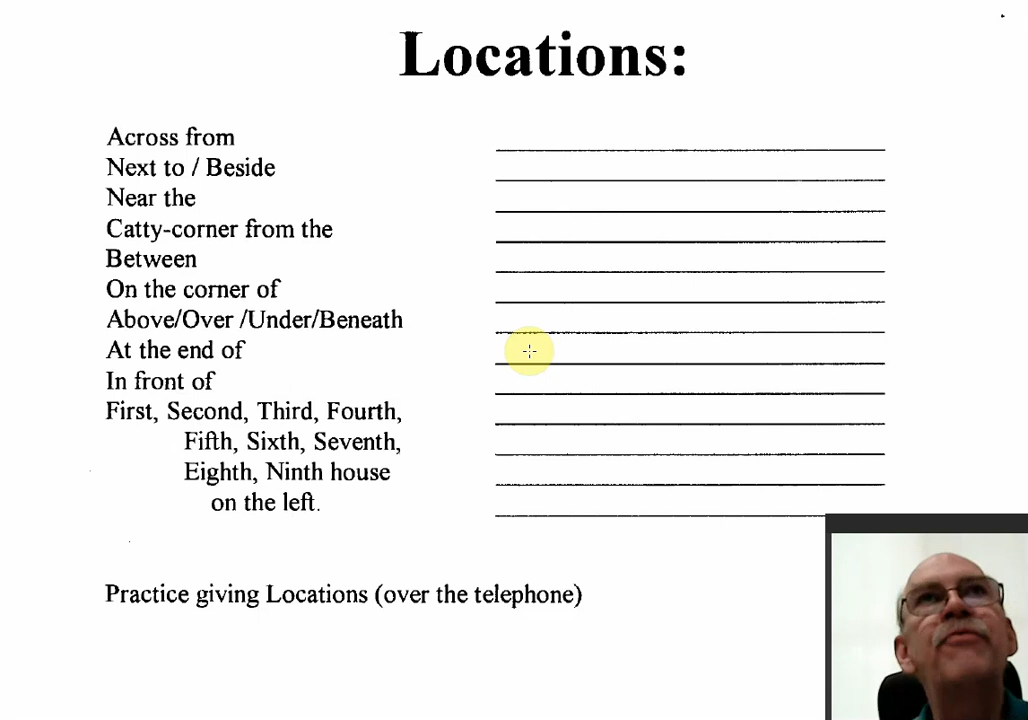 Locations:
Across from
Next to / Beside
Near the
Catty-corner from the
Between
On the corner of
Above/Over /Under/Beneath
At the end of
In front of
First, Second, Third, Fourth,
Fifth, Sixth, Seventh,
Eighth, Ninth house
on the left.
Practice giving Locations (over the telephone)